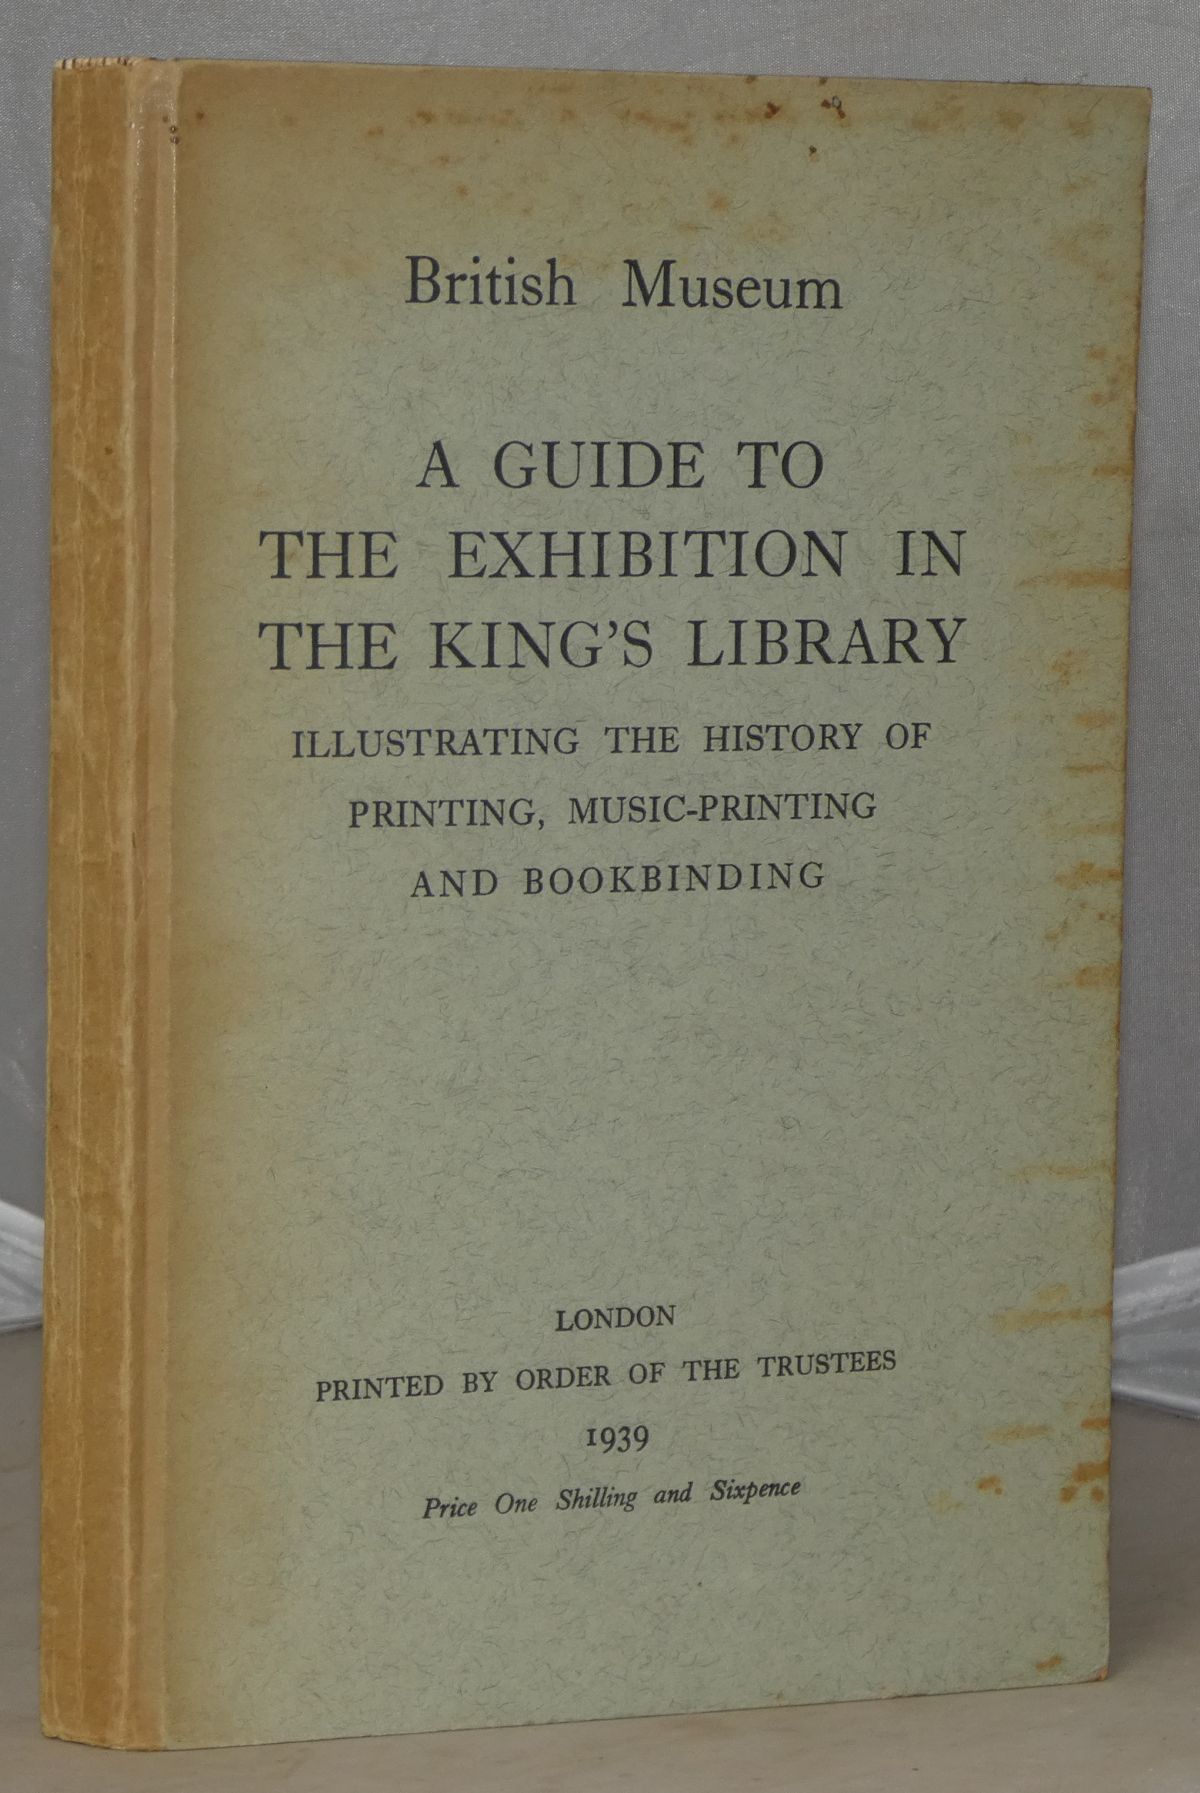 British Museum
A GUIDE TO
THE EXHIBITION IN
THE KING'S LIBRARY
ILLUSTRATING THE HISTORY OF
PRINTING, MUSIC-PRINTING
AND BOOKBINDING
LONDON
PRINTED BY ORDER OF THE TRUSTEES
1939
Price One Shilling and Sixpence